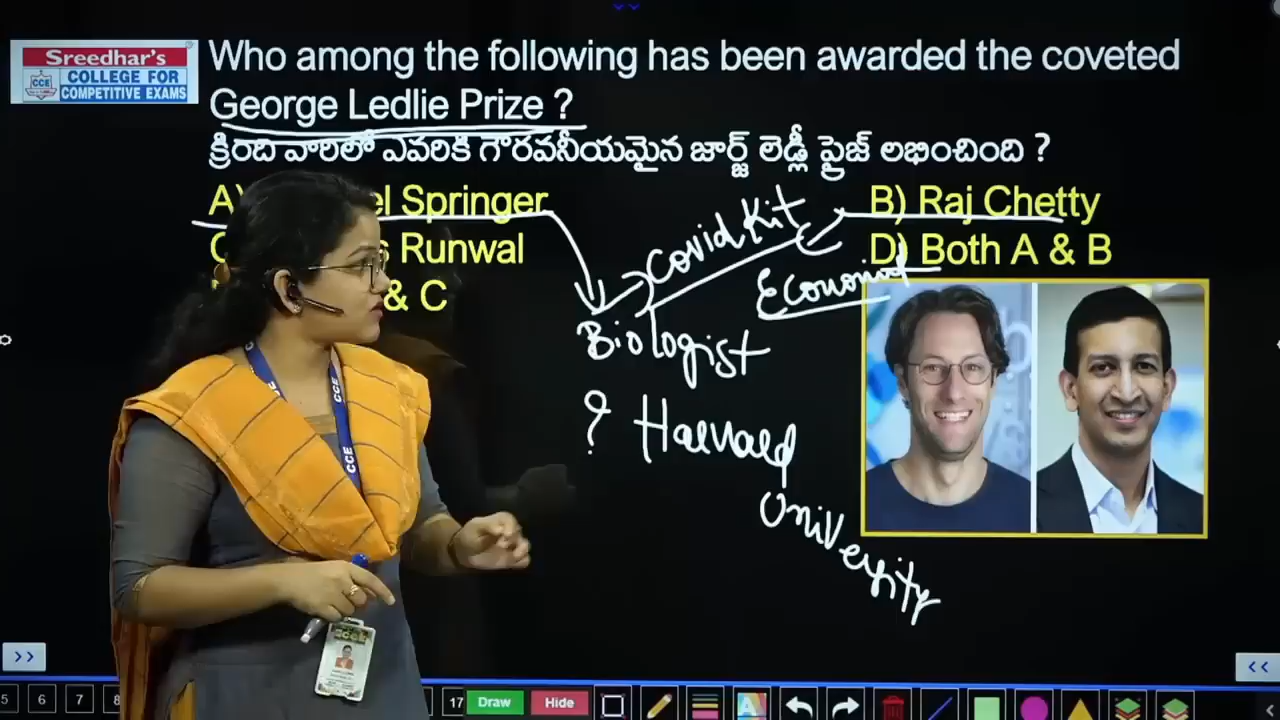 Sreedhar's
COLLEGE FOR
COMPETITIVE EXAMS
CCE
Who among the following has been awarded the coveted
George Ledlie Prize ?
క్రింది వారిలో ఎవరికి గౌరవనీయమైన జార్జ్ లెడ్లీ ప్రైజ్ లభించింది ?
A) Springer
B) Raj Chetty
Runwal
D) Both A & B
& C
Covid Kit
Economist
Biologist
? Harvard
University
CCE
CCE
>>
<<
5 6 7 8 17 Draw Hide